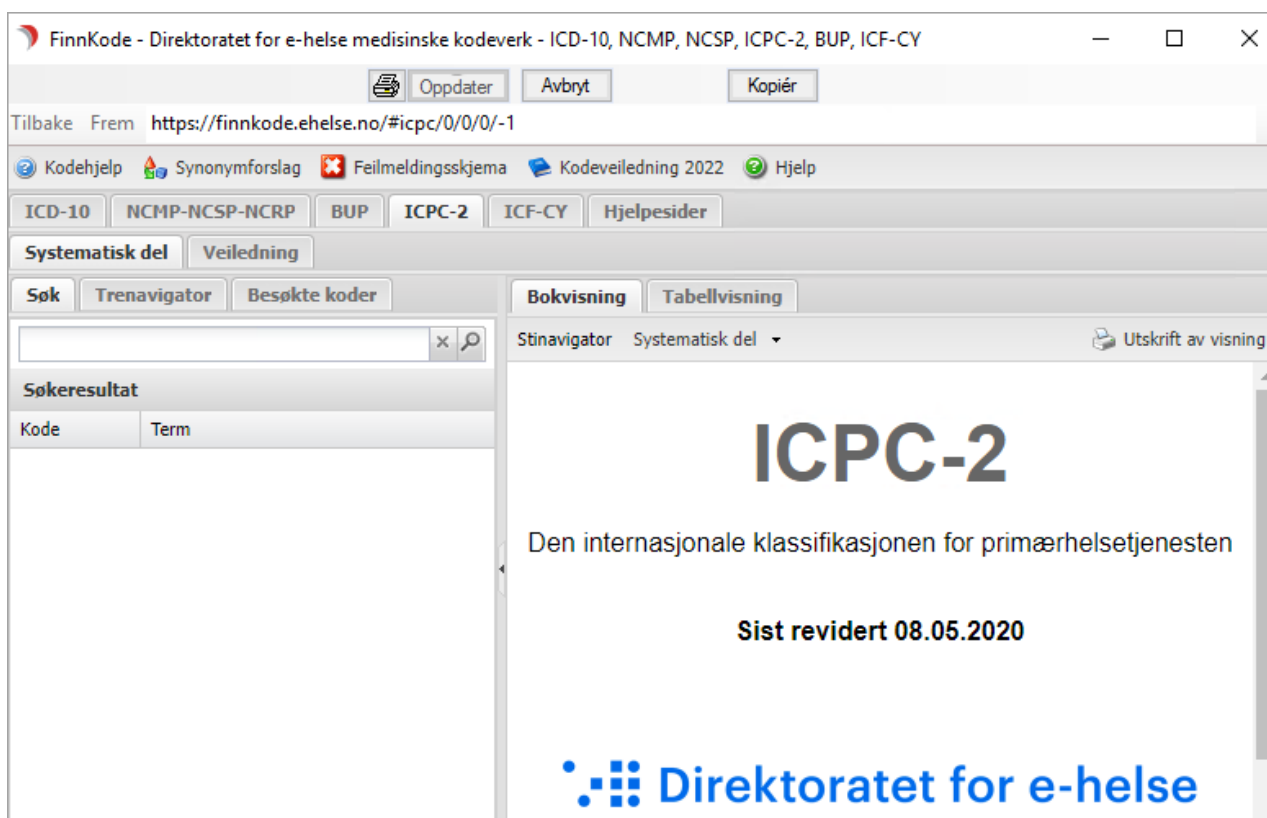 FinnKode - Direktoratet for e-helse medisinske kodeverk - ICD-10, NCMP, NCSP, ICPC-2, BUP, ICF-CY
Oppdater Avbryt Kopiér
Tilbake Frem https://finnkode.ehelse.no/#icpc/0/0/0/-1
Kodehjelp Synonymforslag Feilmeldingsskjema Kodeveiledning 2022 Hjelp
ICD-10 NCMP-NCSP-NCRP BUP ICPC-2 ICF-CY Hjelpesider
Systematisk del Veiledning
Søk Trenavigator Besøkte koder Bokvisning Tabellvisning
Stinavigator Systematisk del Utskrift av visning
Søkeresultat
Kode Term
ICPC-2
Den internasjonale klassifikasjonen for primærhelsetjenesten
Sist revidert 08.05.2020
Direktoratet for e-helse